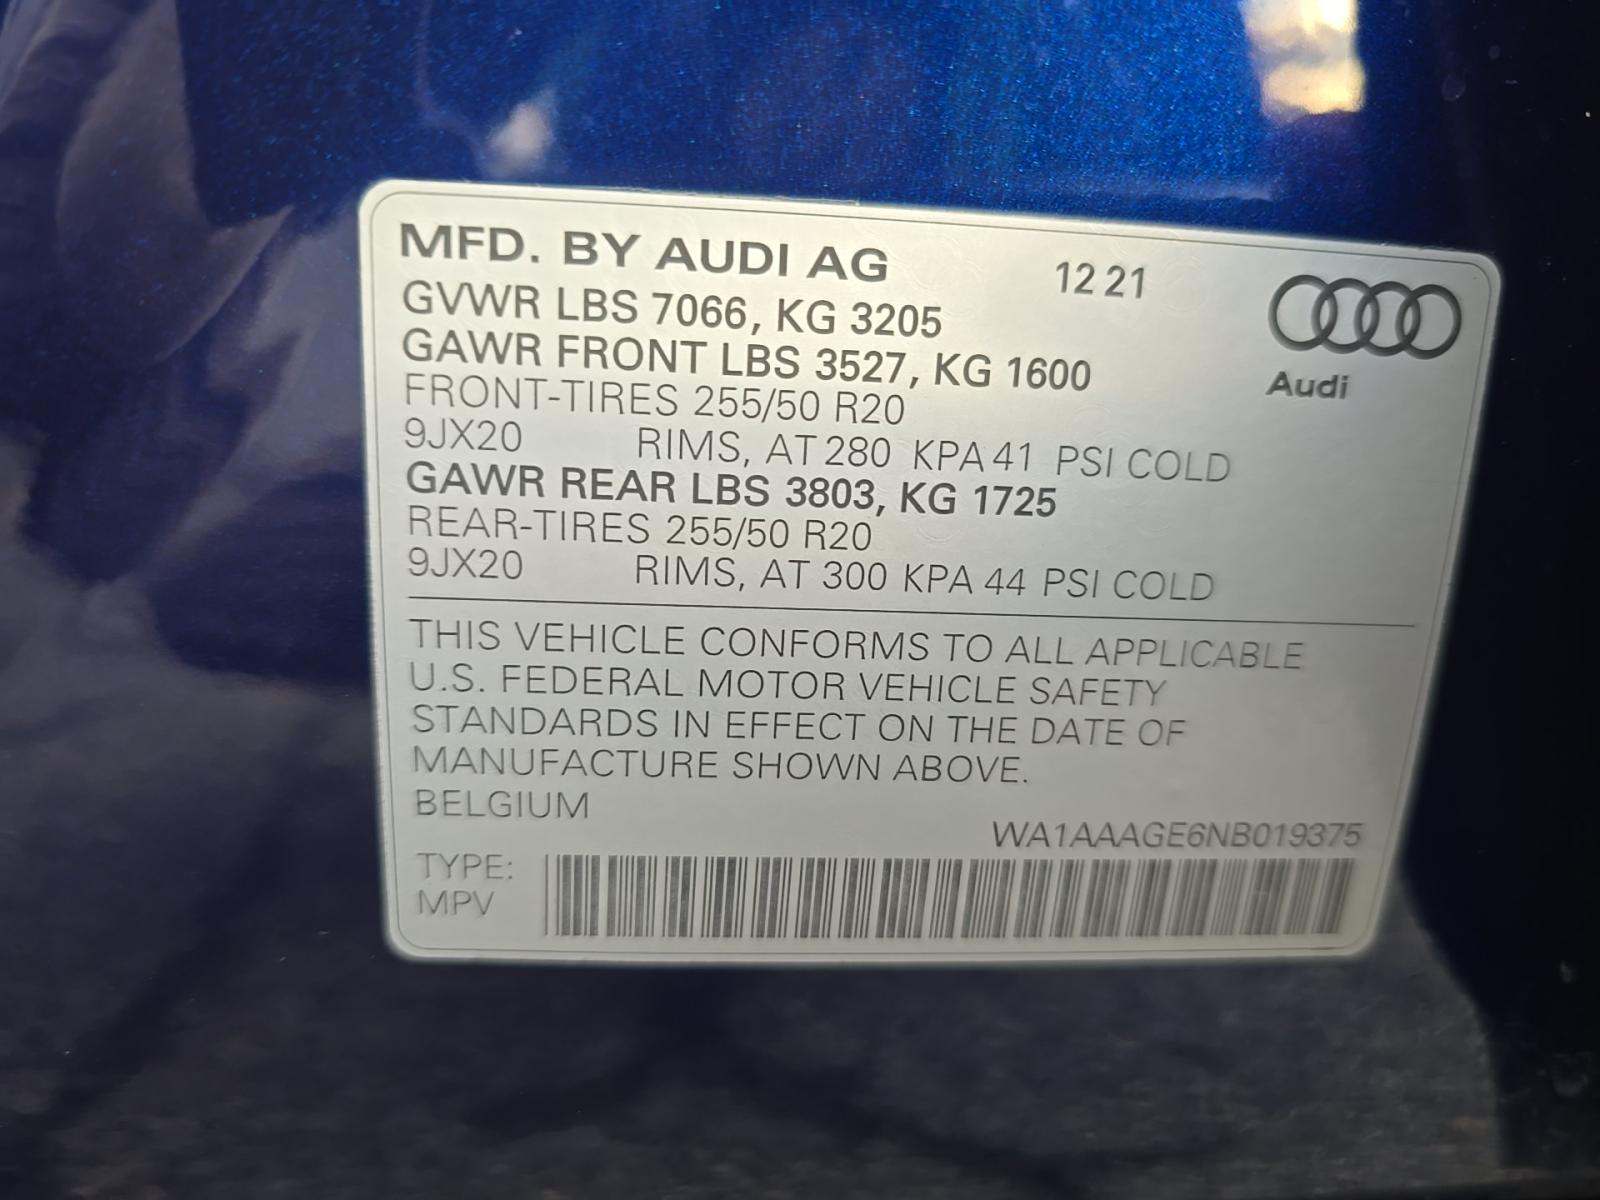 MFD. BY AUDI AG 12 21
GVWR LBS 7066, KG 3205
GAWR FRONT LBS 3527, KG 1600
Audi
FRONT-TIRES 255/50 R20
9JX20 RIMS, AT 280 KPA 41 PSI COLD
GAWR REAR LBS 3803, KG 1725
REAR-TIRES 255/50 R20
9JX20 RIMS, AT 300 KPA 44 PSI COLD
THIS VEHICLE CONFORMS TO ALL APPLICABLE
U.S. FEDERAL MOTOR VEHICLE SAFETY
STANDARDS IN EFFECT ON THE DATE OF
MANUFACTURE SHOWN ABOVE.
BELGIUM
WA1AAAGE6NB019375
TYPE:
MPV